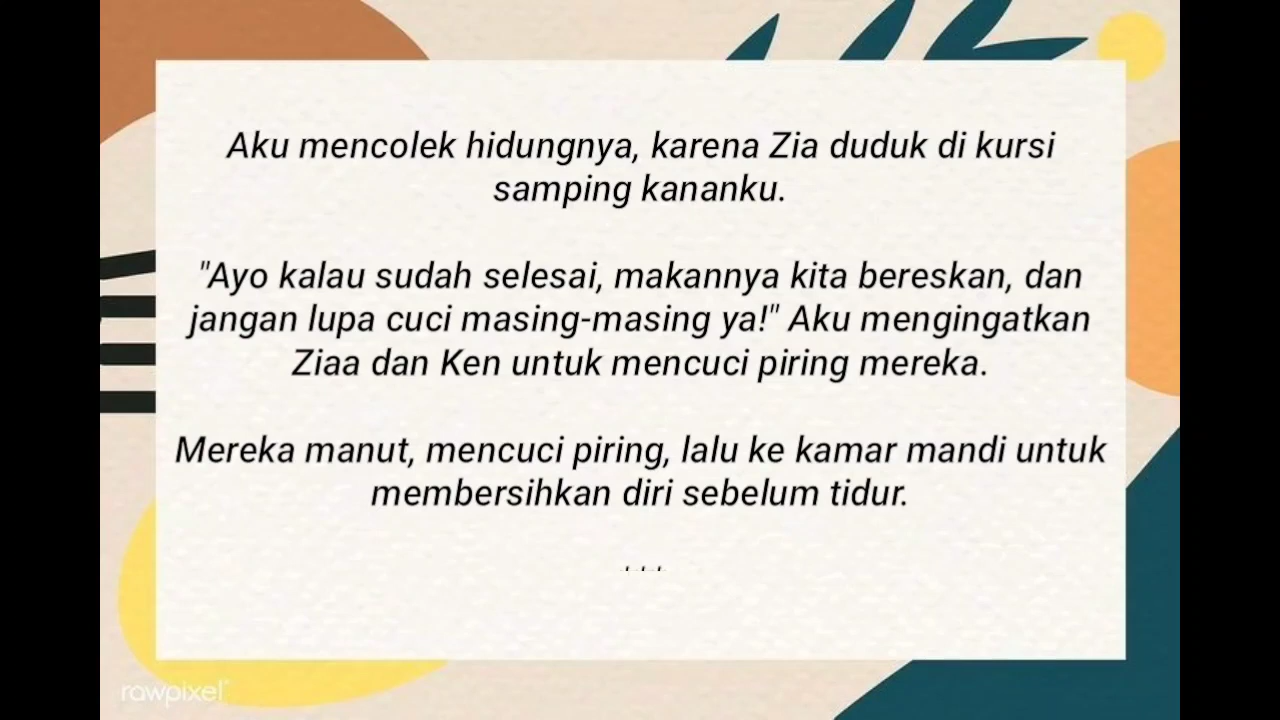 Aku mencolek hidungnya, karena Zia duduk di kursi
samping kananku.
"Ayo kalau sudah selesai, makannya kita bereskan, dan
jangan lupa cuci masing-masing ya!" Aku mengingatkan
Ziaa dan Ken untuk mencuci piring mereka.
Mereka manut, mencuci piring, lalu ke kamar mandi untuk
membersihkan diri sebelum tidur.
rawpixel